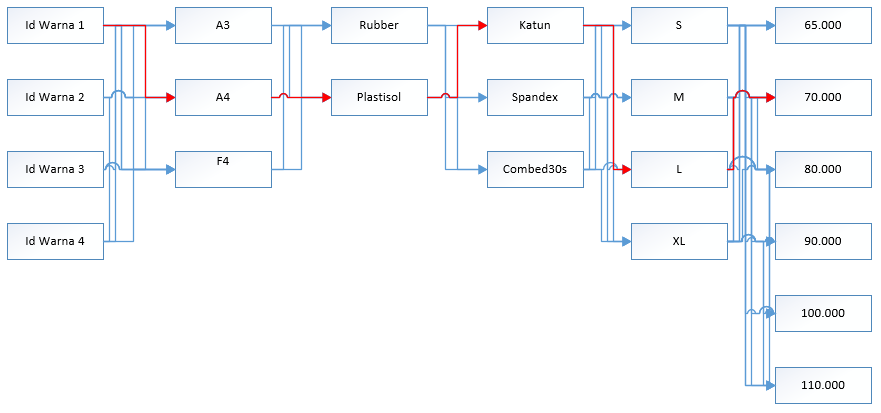 Id Warna 1
A3
Rubber
Katun
S
65.000
Id Warna 2
A4
Plastisol
Spandex
M
70.000
Id Warna 3
F4
Combed30s
L
80.000
Id Warna 4
XL
90.000
100.000
110.000